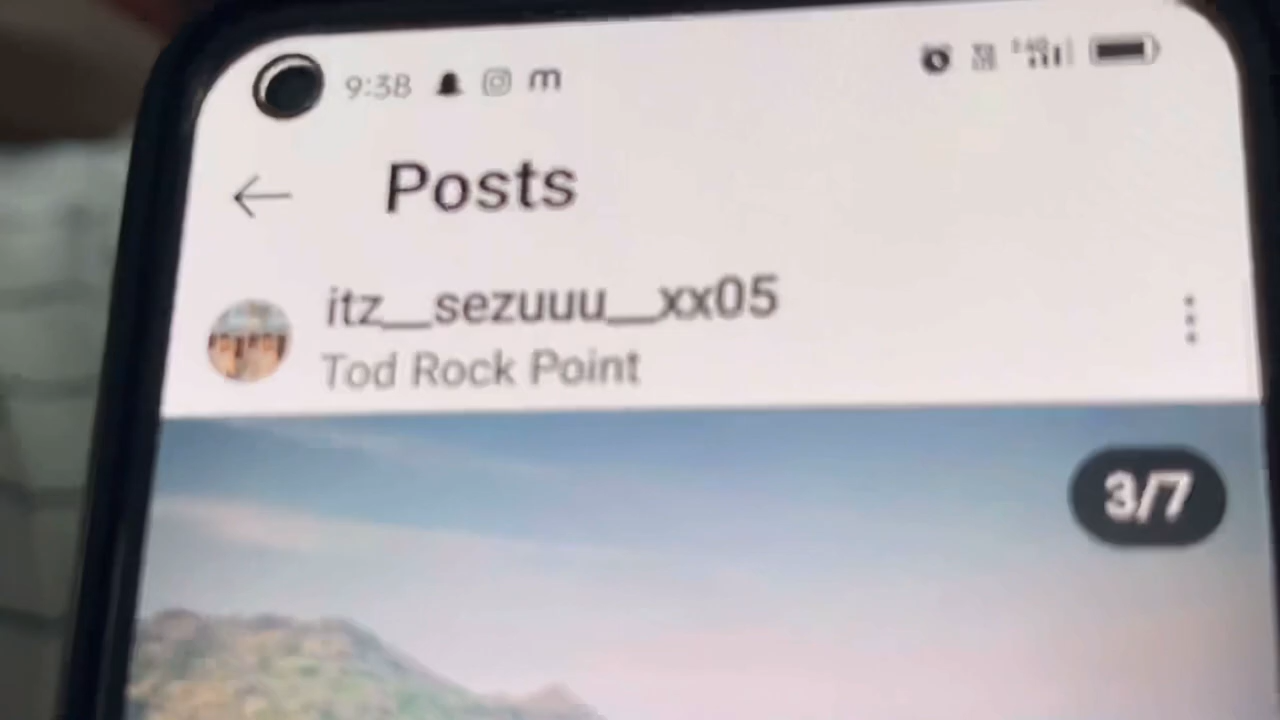 9:38 m
Posts
itz__sezuuu__xx05
Tod Rock Point
3/7